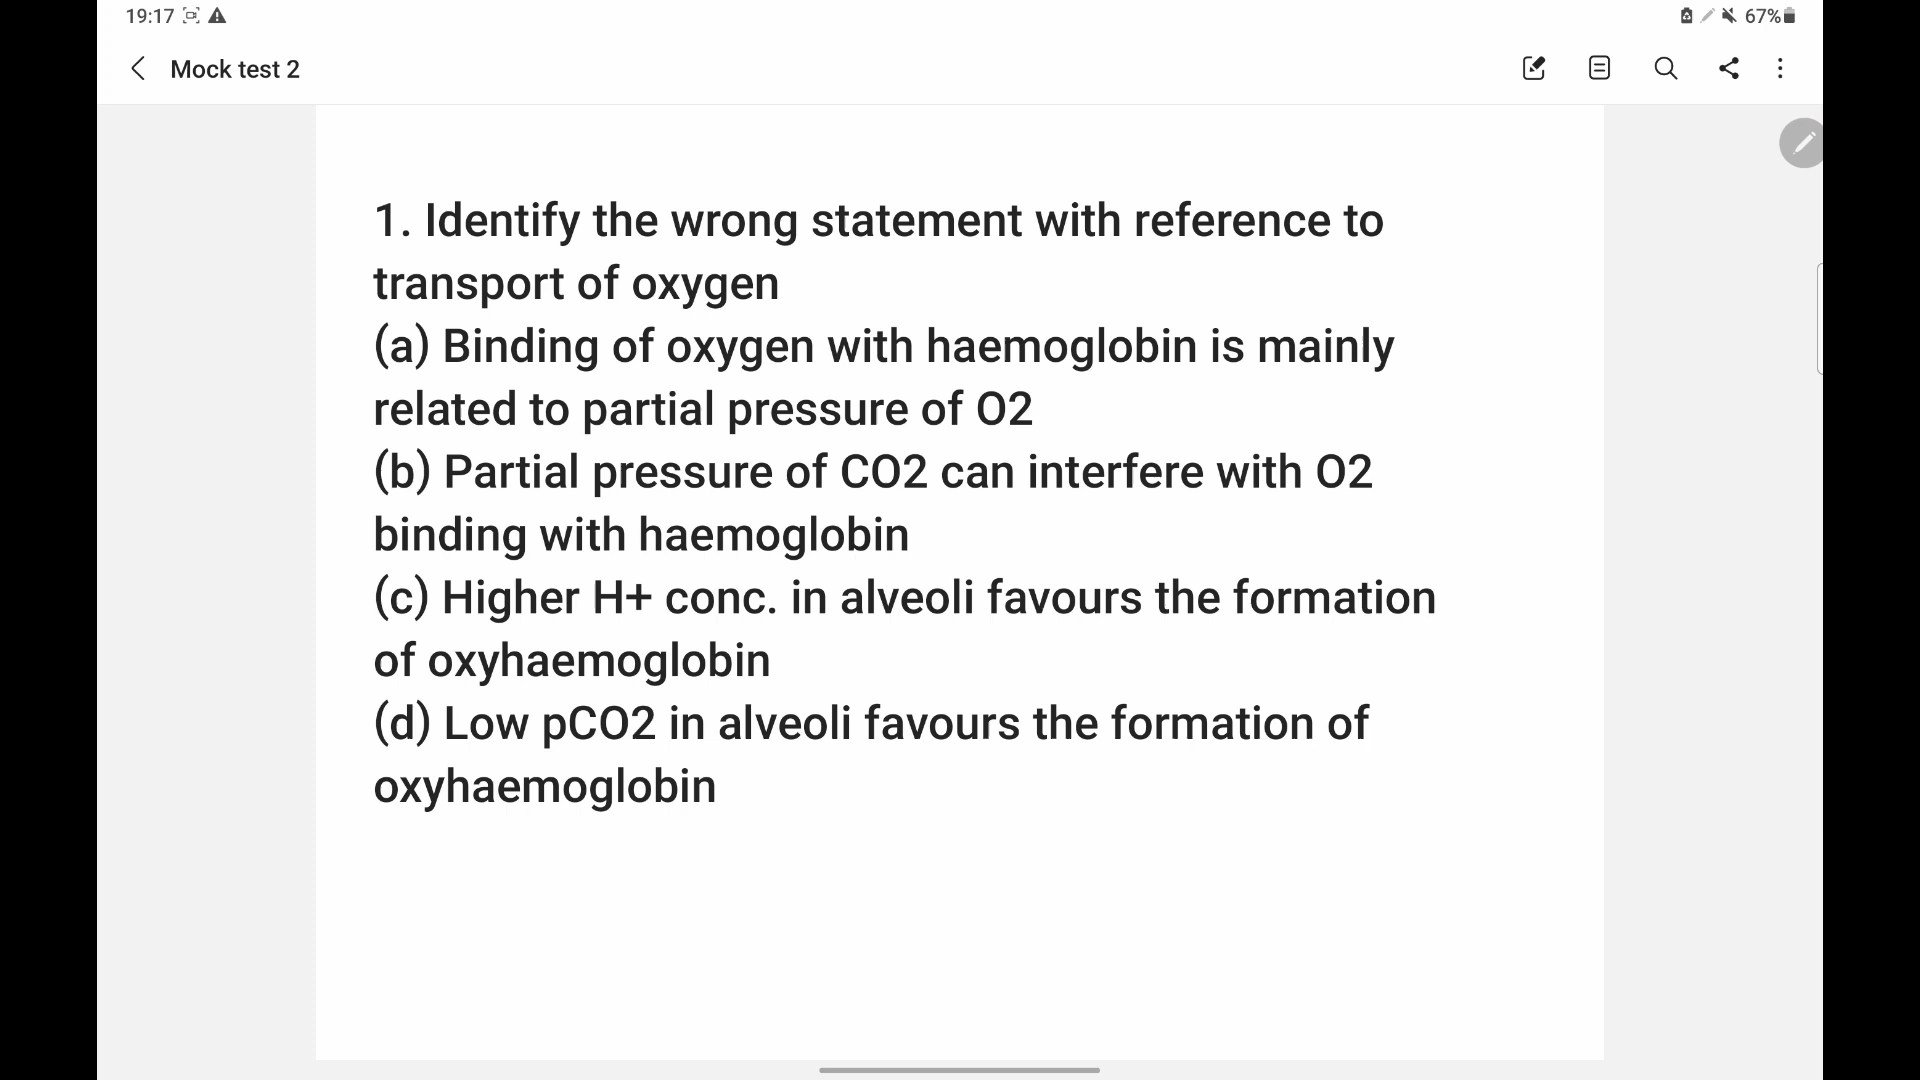 19:17 67%
Mock test 2
1. Identify the wrong statement with reference to
transport of oxygen
(a) Binding of oxygen with haemoglobin is mainly
related to partial pressure of O2
(b) Partial pressure of CO2 can interfere with O2
binding with haemoglobin
(c) Higher H+ conc. in alveoli favours the formation
of oxyhaemoglobin
(d) Low pCO2 in alveoli favours the formation of
oxyhaemoglobin